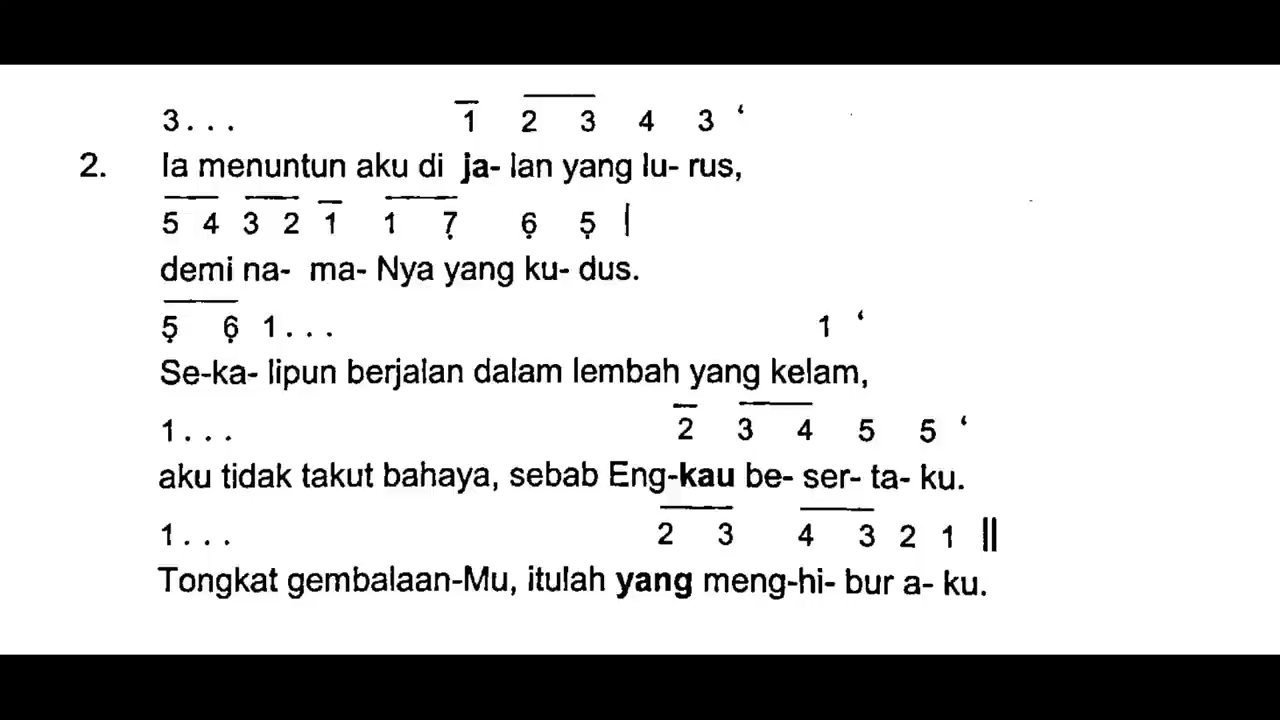 3 . . . 1 2 3 4 3 ‘
2. Ia menuntun aku di ja- lan yang lu- rus,
5 4 3 2 1 1 7̣ 6̣ 5̣ |
demi na- ma- Nya yang ku- dus.
5̣ 6̣ 1 . . . 1 ‘
Se-ka- lipun berjalan dalam lembah yang kelam,
1 . . . 2 3 4 5 5 ‘
aku tidak takut bahaya, sebab Eng-kau be- ser- ta- ku.
1 . . . 2 3 4 3 2 1 ||
Tongkat gembalaan-Mu, itulah yang meng-hi- bur a- ku.